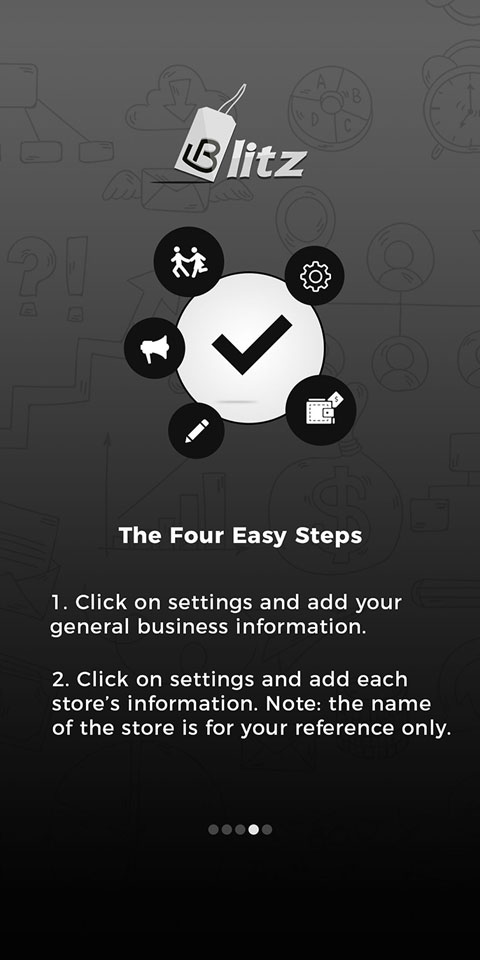 Blitz
A
B
C
D
?!
$
$
The Four Easy Steps
1. Click on settings and add your
general business information.
2. Click on settings and add each
store’s information. Note: the name
of the store is for your reference only.